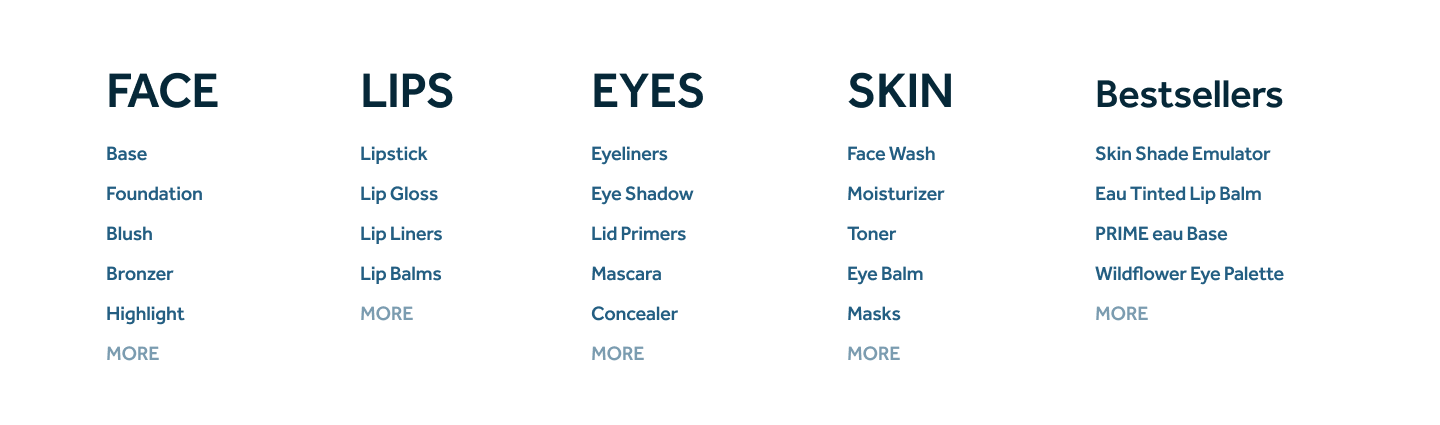 FACE
Base
Foundation
Blush
Bronzer
Highlight
MORE
LIPS
Lipstick
Lip Gloss
Lip Liners
Lip Balms
MORE
EYES
Eyeliners
Eye Shadow
Lid Primers
Mascara
Concealer
MORE
SKIN
Face Wash
Moisturizer
Toner
Eye Balm
Masks
MORE
Bestsellers
Skin Shade Emulator
Eau Tinted Lip Balm
PRIME eau Base
Wildflower Eye Palette
MORE